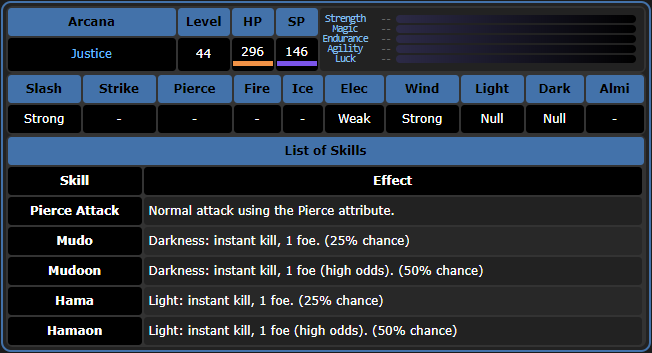 Arcana Level HP SP
Justice 44 296 146
Strength --
Magic --
Endurance --
Agility --
Luck --
Slash Strike Pierce Fire Ice Elec Wind Light Dark Almi
Strong - - - - Weak Strong Null Null -
List of Skills
Skill Effect
Pierce Attack Normal attack using the Pierce attribute.
Mudo Darkness: instant kill, 1 foe. (25% chance)
Mudoon Darkness: instant kill, 1 foe (high odds). (50% chance)
Hama Light: instant kill, 1 foe. (25% chance)
Hamaon Light: instant kill, 1 foe (high odds). (50% chance)